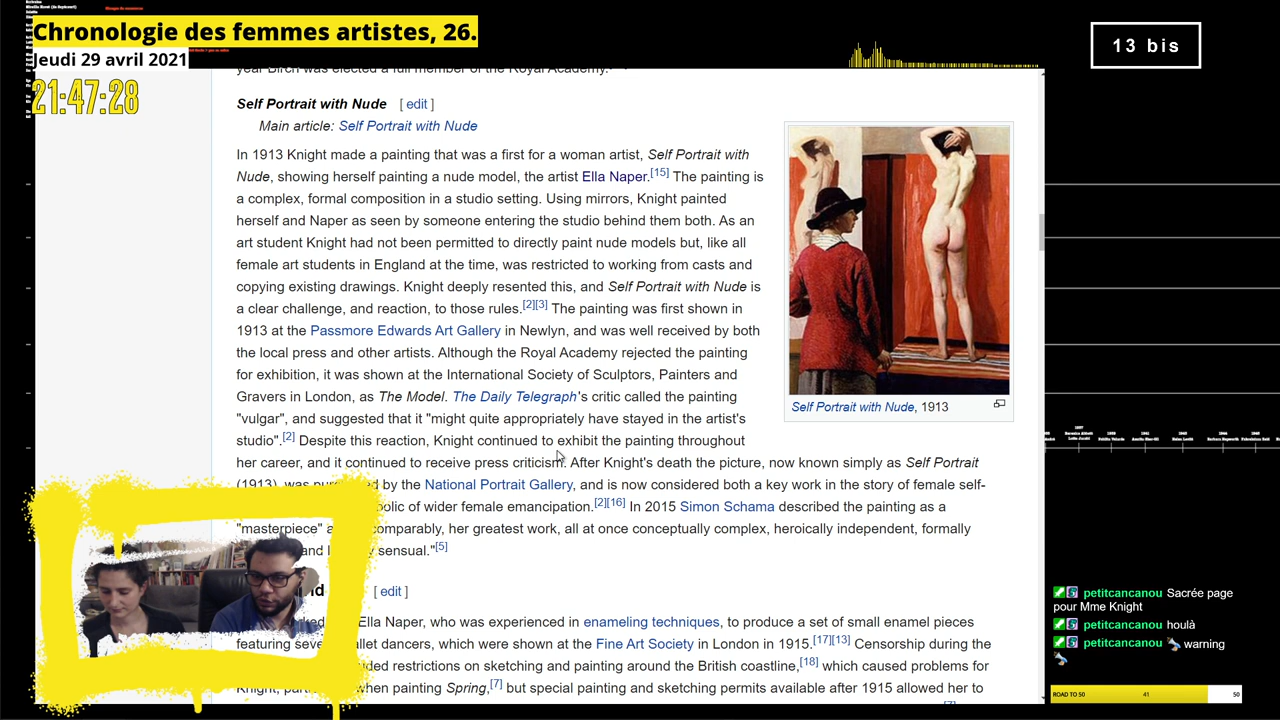 Chronologie des femmes artistes, 26.
Jeudi 29 avril 2021
21:47:28
13 bis
year Birch was elected a full member of the Royal Academy.
Self Portrait with Nude [ edit ]
Main article: Self Portrait with Nude
In 1913 Knight made a painting that was a first for a woman artist, Self Portrait with
Nude, showing herself painting a nude model, the artist Ella Naper.[15] The painting is
a complex, formal composition in a studio setting. Using mirrors, Knight painted
herself and Naper as seen by someone entering the studio behind them both. As an
art student Knight had not been permitted to directly paint nude models but, like all
female art students in England at the time, was restricted to working from casts and
copying existing drawings. Knight deeply resented this, and Self Portrait with Nude is
a clear challenge, and reaction, to those rules.[2][3] The painting was first shown in
1913 at the Passmore Edwards Art Gallery in Newlyn, and was well received by both
the local press and other artists. Although the Royal Academy rejected the painting
for exhibition, it was shown at the International Society of Sculptors, Painters and
Gravers in London, as The Model. The Daily Telegraph's critic called the painting
"vulgar", and suggested that it "might quite appropriately have stayed in the artist's
studio".[2] Despite this reaction, Knight continued to exhibit the painting throughout
her career, and it continued to receive press criticism. After Knight's death the picture, now known simply as Self Portrait
(1913), was by the National Portrait Gallery, and is now considered both a key work in the story of female self-
of wider female emancipation.[2][16] In 2015 Simon Schama described the painting as a
"masterpiece" comparably, her greatest work, all at once conceptually complex, heroically independent, formally
and sensual."[5]
[ edit ]
Ella Naper, who was experienced in enameling techniques, to produce a set of small enamel pieces
featuring dancers, which were shown at the Fine Art Society in London in 1915.[17][13] Censorship during the
restrictions on sketching and painting around the British coastline,[18] which caused problems for
Knight, when painting Spring,[7] but special painting and sketching permits available after 1915 allowed her to
Self Portrait with Nude, 1913
petitcancanou Sacrée page
pour Mme Knight
petitcancanou houlà
petitcancanou warning
ROAD TO 50 41 50